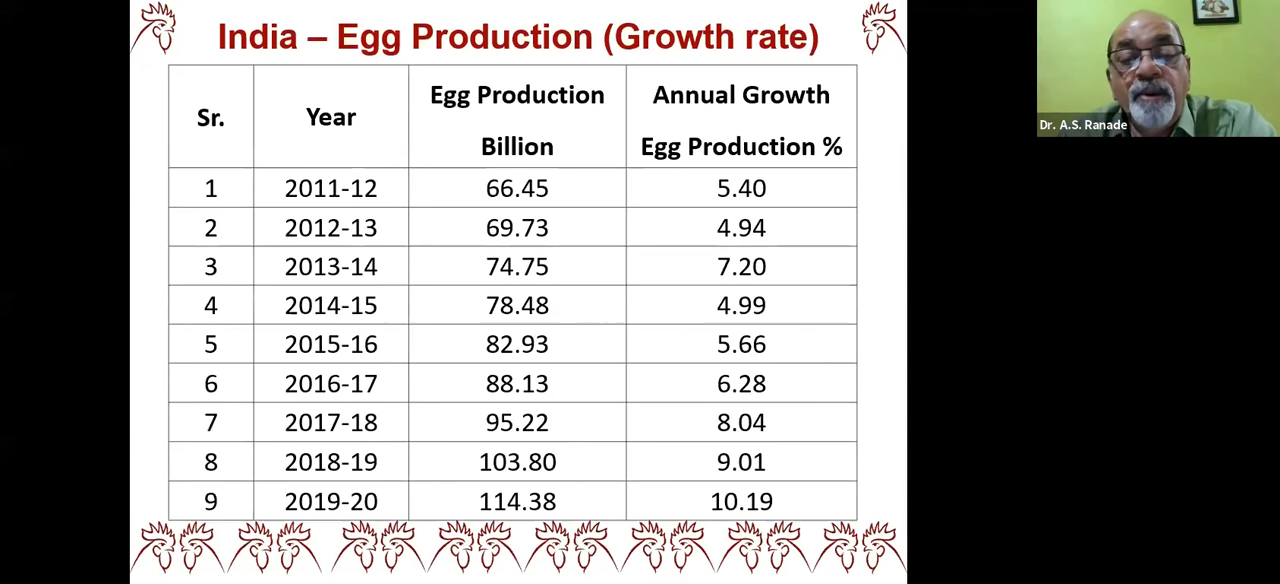 India – Egg Production (Growth rate)
Sr. Year Egg Production Billion Annual Growth Egg Production %
1 2011-12 66.45 5.40
2 2012-13 69.73 4.94
3 2013-14 74.75 7.20
4 2014-15 78.48 4.99
5 2015-16 82.93 5.66
6 2016-17 88.13 6.28
7 2017-18 95.22 8.04
8 2018-19 103.80 9.01
9 2019-20 114.38 10.19
Dr. A.S. Ranade